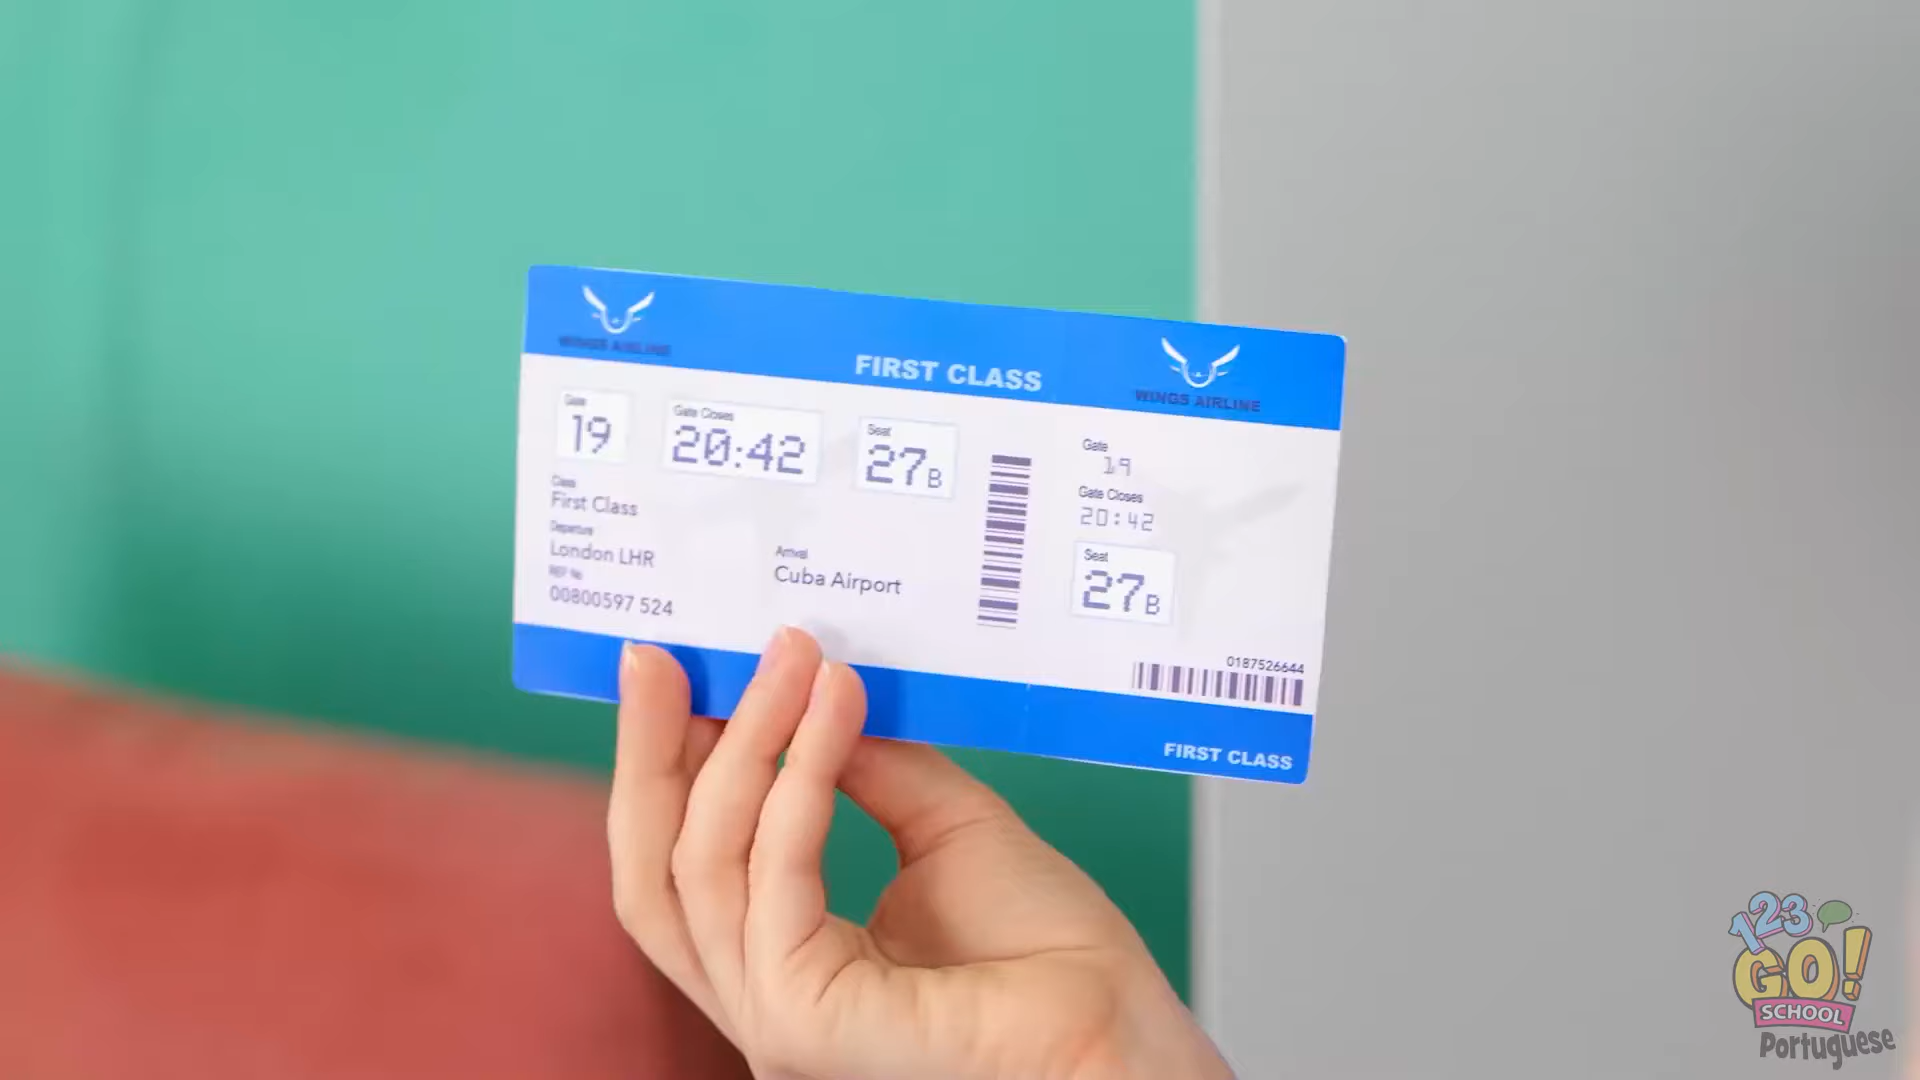 WINGS AIRLINE
FIRST CLASS
WINGS AIRLINE
Gate
19
Gate Closes
20:42
Seat
27B
Class
First Class
Departure
London LHR
REF No
00800597 524
Arrival
Cuba Airport
Gate
19
Gate Closes
20:42
Seat
27B
0187526644
FIRST CLASS
123
GO!
SCHOOL
Portuguese